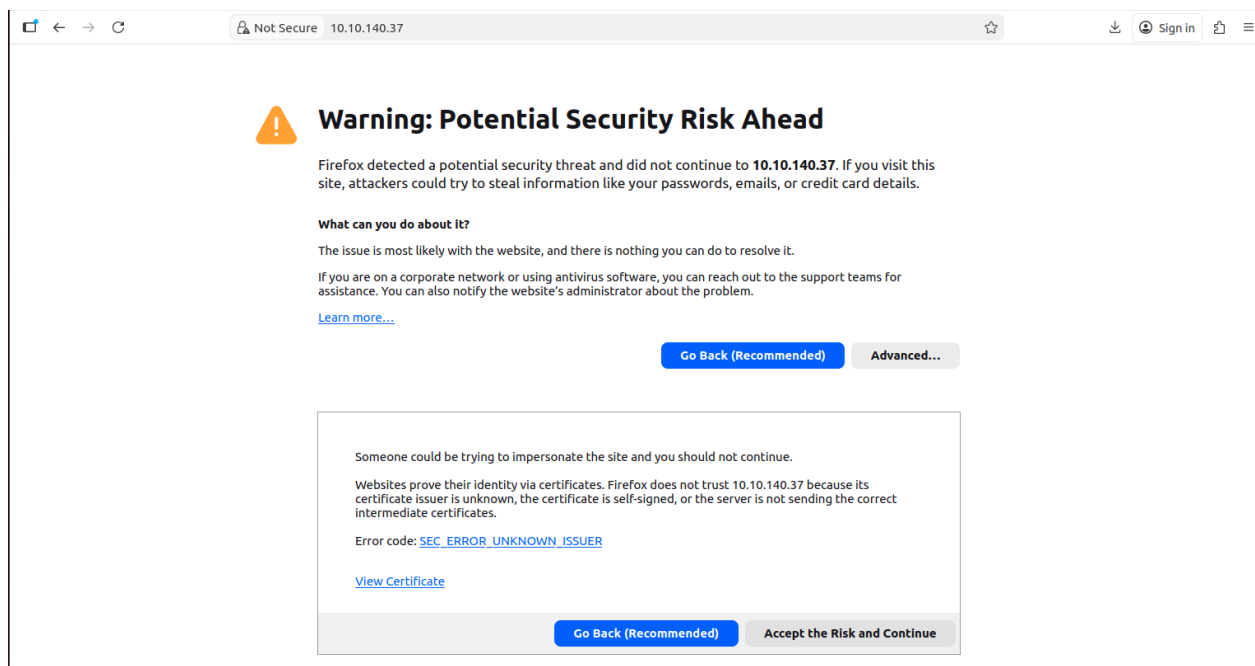 Not Secure 10.10.140.37 Sign in
Warning: Potential Security Risk Ahead
Firefox detected a potential security threat and did not continue to 10.10.140.37. If you visit this
site, attackers could try to steal information like your passwords, emails, or credit card details.
What can you do about it?
The issue is most likely with the website, and there is nothing you can do to resolve it.
If you are on a corporate network or using antivirus software, you can reach out to the support teams for
assistance. You can also notify the website's administrator about the problem.
Learn more…
Go Back (Recommended) Advanced…
Someone could be trying to impersonate the site and you should not continue.
Websites prove their identity via certificates. Firefox does not trust 10.10.140.37 because its
certificate issuer is unknown, the certificate is self-signed, or the server is not sending the correct
intermediate certificates.
Error code: SEC_ERROR_UNKNOWN_ISSUER
View Certificate
Go Back (Recommended) Accept the Risk and Continue